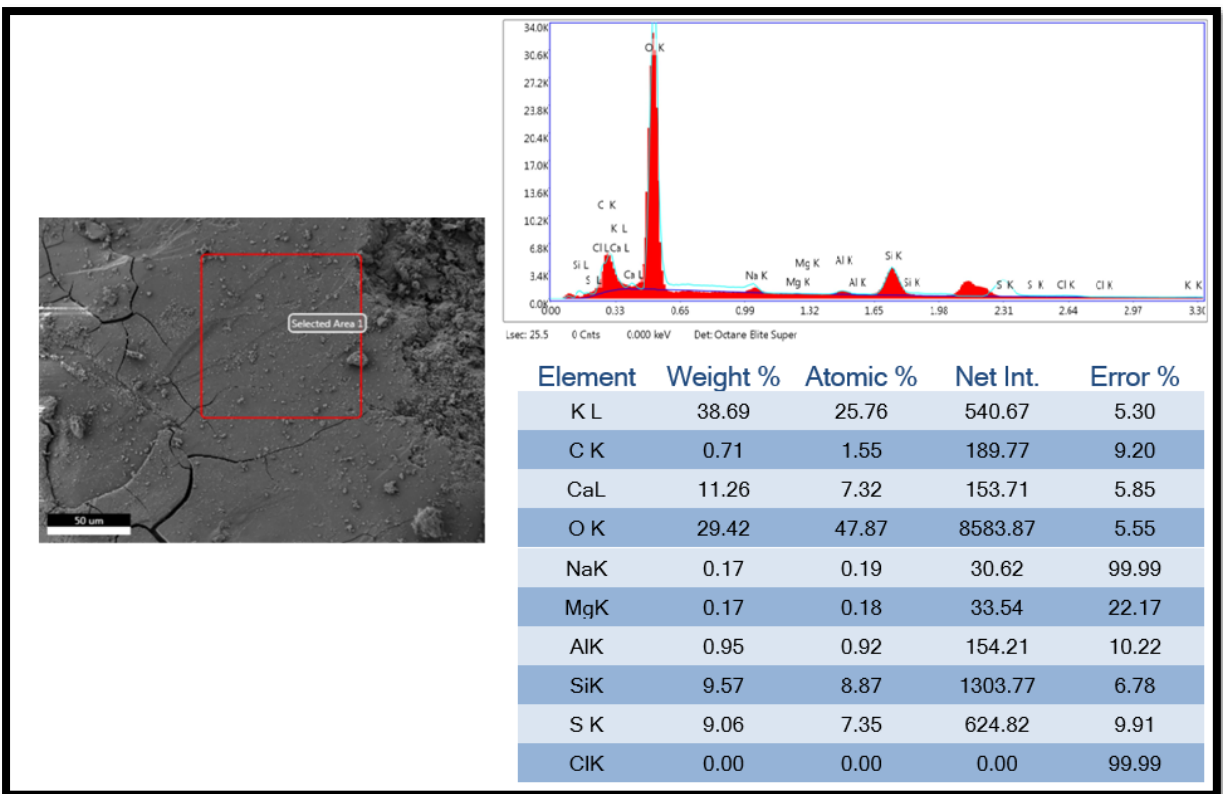 Selected Area 1
50 um
34.0K
30.6K
27.2K
23.8K
20.4K
17.0K
13.6K
10.2K
6.8K
3.4K
0.0K
O K
C K
K L
Cl L Ca L
Si L
S L
Ca L
Na K
Mg K
Mg K
Al K
Al K
Si K
Si K
S K
S K
Cl K
Cl K
K K
0.00 0.33 0.66 0.99 1.32 1.65 1.98 2.31 2.64 2.97 3.30
Lsec: 25.5 0 Cnts 0.000 keV Det: Octane Elite Super
Element Weight % Atomic % Net Int. Error %
K L 38.69 25.76 540.67 5.30
C K 0.71 1.55 189.77 9.20
CaL 11.26 7.32 153.71 5.85
O K 29.42 47.87 8583.87 5.55
NaK 0.17 0.19 30.62 99.99
MgK 0.17 0.18 33.54 22.17
AlK 0.95 0.92 154.21 10.22
SiK 9.57 8.87 1303.77 6.78
S K 9.06 7.35 624.82 9.91
ClK 0.00 0.00 0.00 99.99